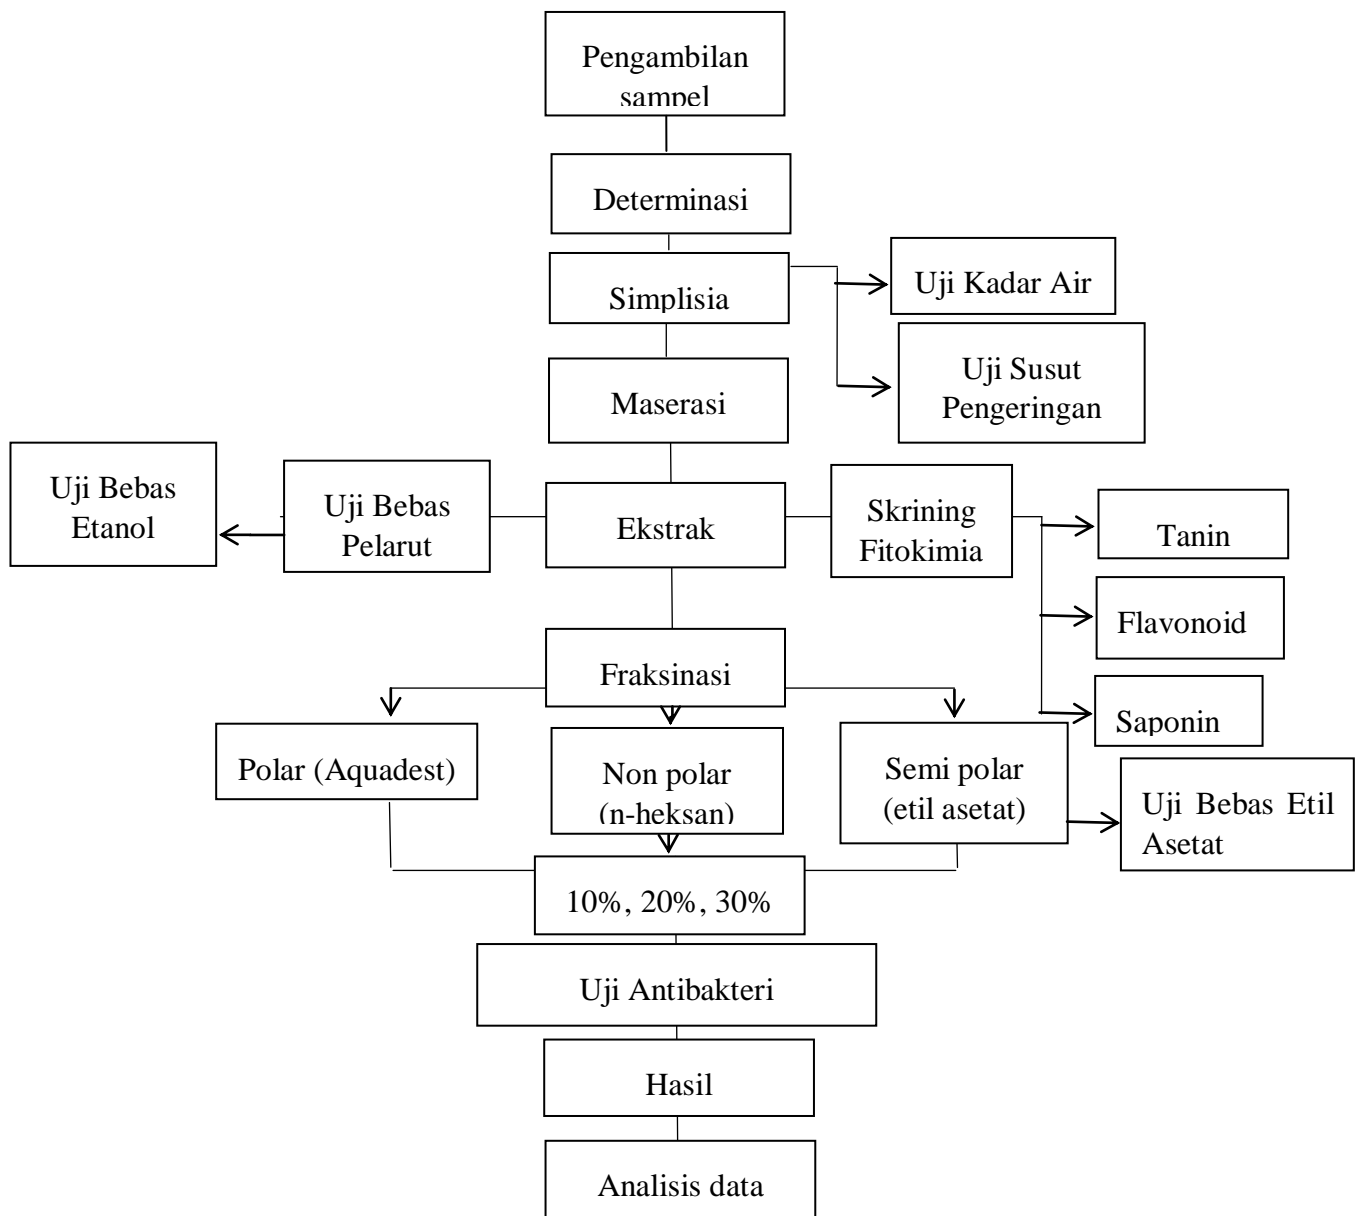 Pengambilan
sampel
Determinasi
Simplisia
Uji Kadar Air
Uji Susut
Pengeringan
Maserasi
Uji Bebas
Etanol
Uji Bebas
Pelarut
Ekstrak
Skrining
Fitokimia
Tanin
Flavonoid
Saponin
Fraksinasi
Polar (Aquadest)
Non polar
(n-heksan)
Semi polar
(etil asetat)
Uji Bebas Etil
Asetat
10%, 20%, 30%
Uji Antibakteri
Hasil
Analisis data